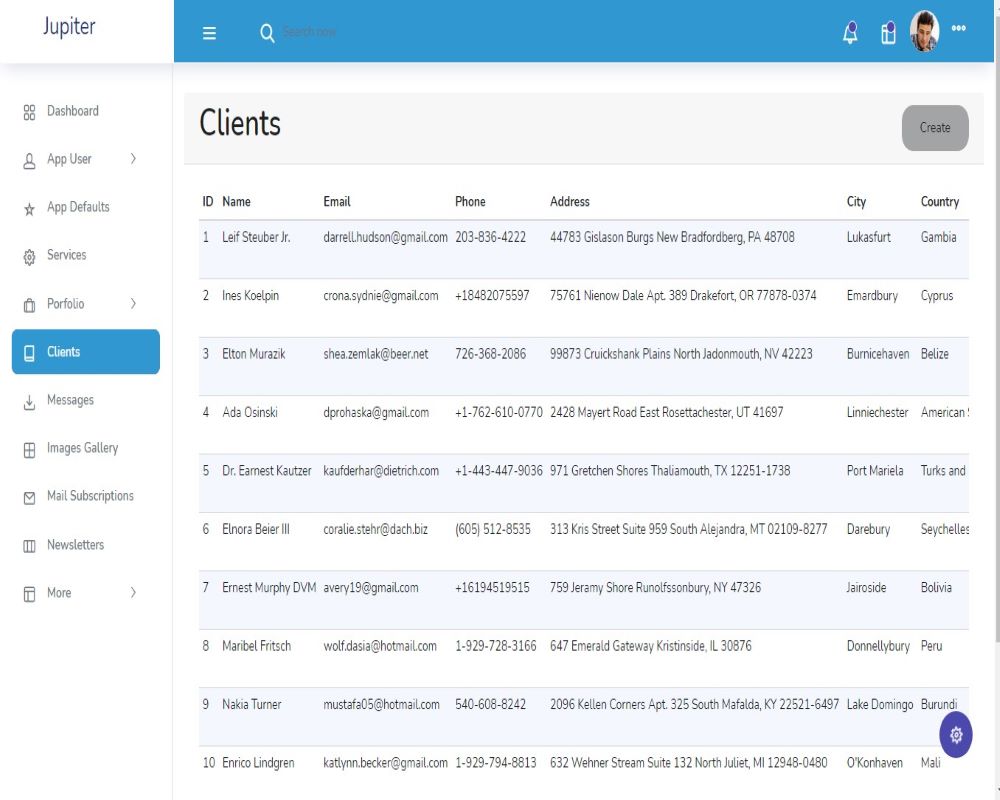 Jupiter
Search now
Dashboard
App User
App Defaults
Services
Porfolio
Clients
Messages
Images Gallery
Mail Subscriptions
Newsletters
More
Clients
Create
ID Name Email Phone Address City Country
1 Leif Steuber Jr. darrell.hudson@gmail.com 203-836-4222 44783 Gislason Burgs New Bradfordberg, PA 48708 Lukasfurt Gambia
2 Ines Koelpin crona.sydnie@gmail.com +18482075597 75761 Nienow Dale Apt. 389 Drakefort, OR 77878-0374 Emardbury Cyprus
3 Elton Murazik shea.zemlak@beer.net 726-368-2086 99873 Cruickshank Plains North Jadonmouth, NV 42223 Burnicehaven Belize
4 Ada Osinski dprohaska@gmail.com +1-762-610-0770 2428 Mayert Road East Rosettachester, UT 41697 Linniechester American
5 Dr. Earnest Kautzer kaufderhar@dietrich.com +1-443-447-9036 971 Gretchen Shores Thaliamouth, TX 12251-1738 Port Mariela Turks and
6 Elnora Beier III coralie.stehr@dach.biz (605) 512-8535 313 Kris Street Suite 959 South Alejandra, MT 02109-8277 Darebury Seychelles
7 Ernest Murphy DVM avery19@gmail.com +16194519515 759 Jeramy Shore Runolfssonbury, NY 47326 Jairoside Bolivia
8 Maribel Fritsch wolf.dasia@hotmail.com 1-929-728-3166 647 Emerald Gateway Kristinside, IL 30876 Donnellybury Peru
9 Nakia Turner mustafa05@hotmail.com 540-608-8242 2096 Kellen Corners Apt. 325 South Mafalda, KY 22521-6497 Lake Domingo Burundi
10 Enrico Lindgren katlynn.becker@gmail.com 1-929-794-8813 632 Wehner Stream Suite 132 North Juliet, MI 12948-0480 O'Konhaven Mali